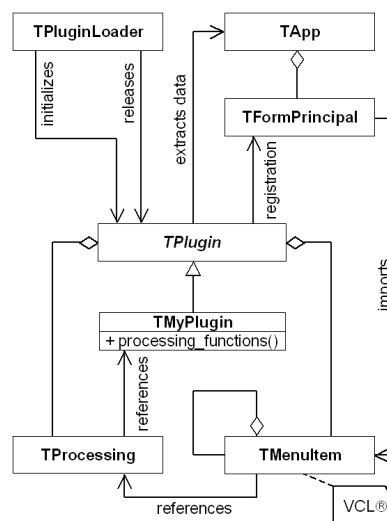 TPluginLoader
TApp
initializes
releases
extracts data
TFormPrincipal
registration
TPlugin
imports
TMyPlugin
+ processing_functions()
references
TProcessing
TMenuItem
references
VCL®